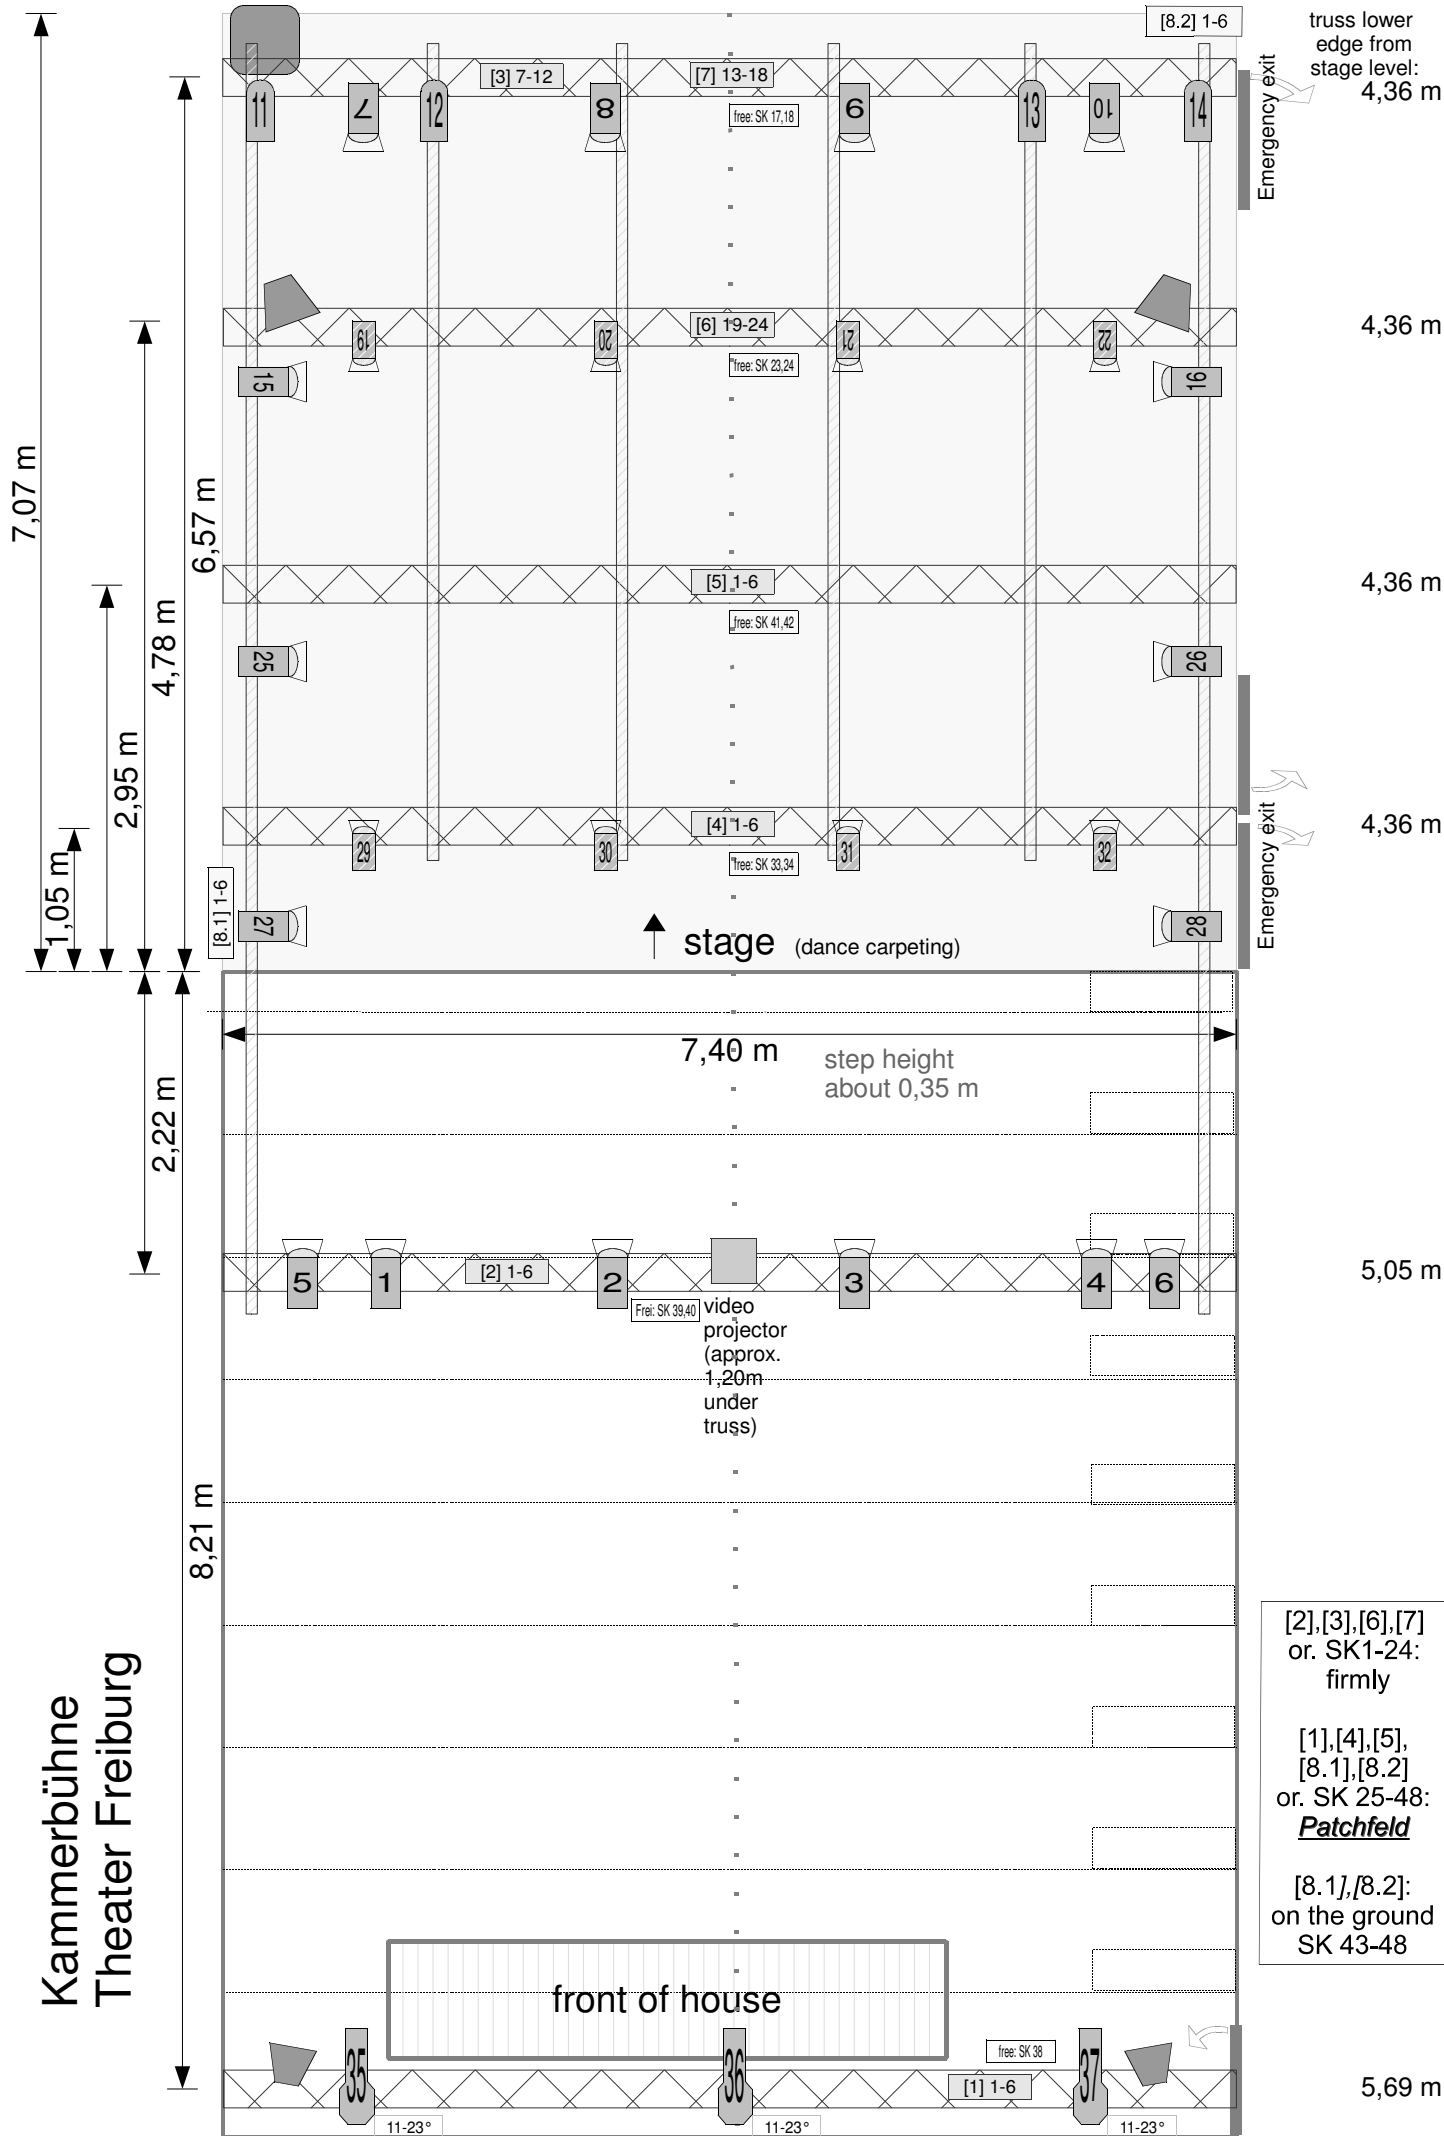 [8.2] 1-6
truss lower
edge from
stage level:
[3] 7-12
[7] 13-18
4,36 m
Emergency exit
11
7
12
8
free: SK 17,18
9
13
10
14
[6] 19-24
4,36 m
19
20
21
22
free: SK 23,24
15
16
7,07 m
6,57 m
4,78 m
2,95 m
1,05 m
[5] 1-6
4,36 m
free: SK 41,42
25
26
[4] 1-6
4,36 m
29
30
31
32
free: SK 33,34
Emergency exit
[8.1] 1-6
27
28
stage (dance carpeting)
7,40 m
step height
about 0,35 m
2,22 m
5
1
[2] 1-6
2
3
4
6
5,05 m
Frei: SK 39,40
video
projector
(approx.
1,20m
under
truss)
8,21 m
[2],[3],[6],[7]
or. SK1-24:
firmly
[1],[4],[5],
[8.1],[8.2]
or. SK 25-48:
Patchfeld
[8.1],[8.2]:
on the ground
SK 43-48
Kammerbühne
Theater Freiburg
front of house
free: SK 38
35
36
37
[1] 1-6
5,69 m
11-23°
11-23°
11-23°